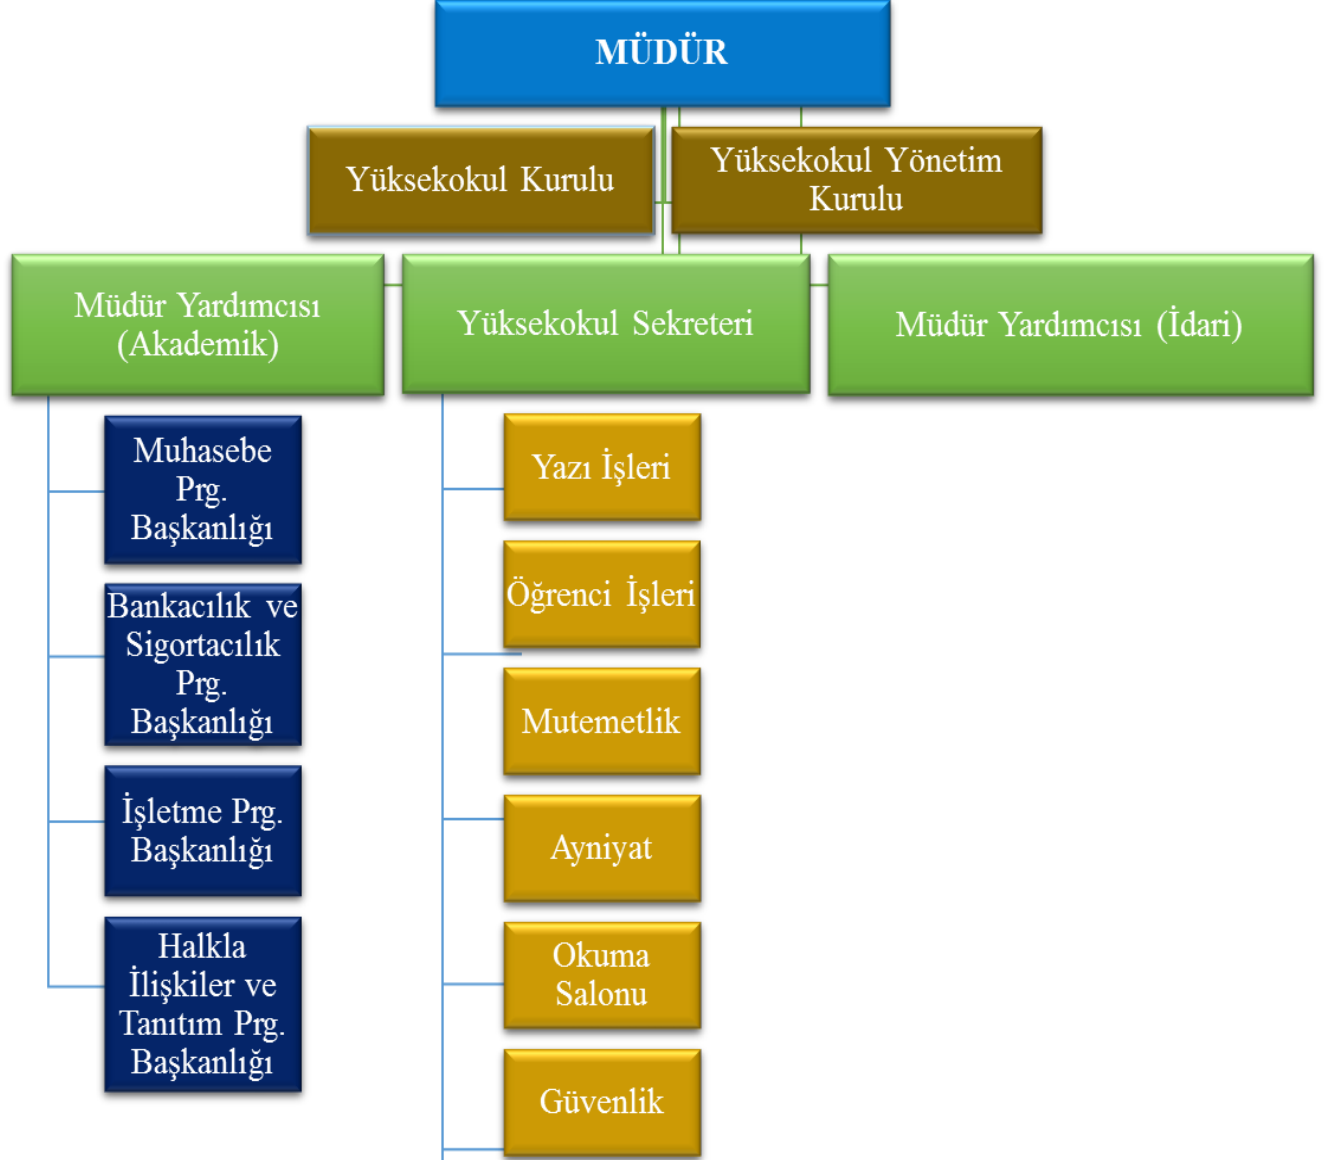 MÜDÜR
Yüksekokul Kurulu
Yüksekokul Yönetim
Kurulu
Müdür Yardımcısı
(Akademik)
Yüksekokul Sekreteri
Müdür Yardımcısı (İdari)
Muhasebe
Prg.
Başkanlığı
Bankacılık ve
Sigortacılık
Prg.
Başkanlığı
İşletme Prg.
Başkanlığı
Halkla
İlişkiler ve
Tanıtım Prg.
Başkanlığı
Yazı İşleri
Öğrenci İşleri
Mutemetlik
Ayniyat
Okuma
Salonu
Güvenlik